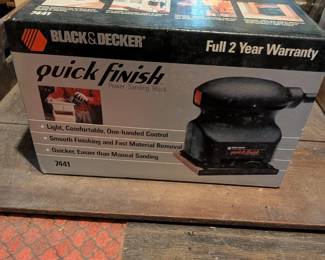 7441
BLACK & DECKER
Full 2 Year Warranty
quick finish
Power Sanding Block
• Light, Comfortable, One-handed Control
• Smooth Finishing and Fast Material Removal
• Quicker, Easier than Manual Sanding
7441